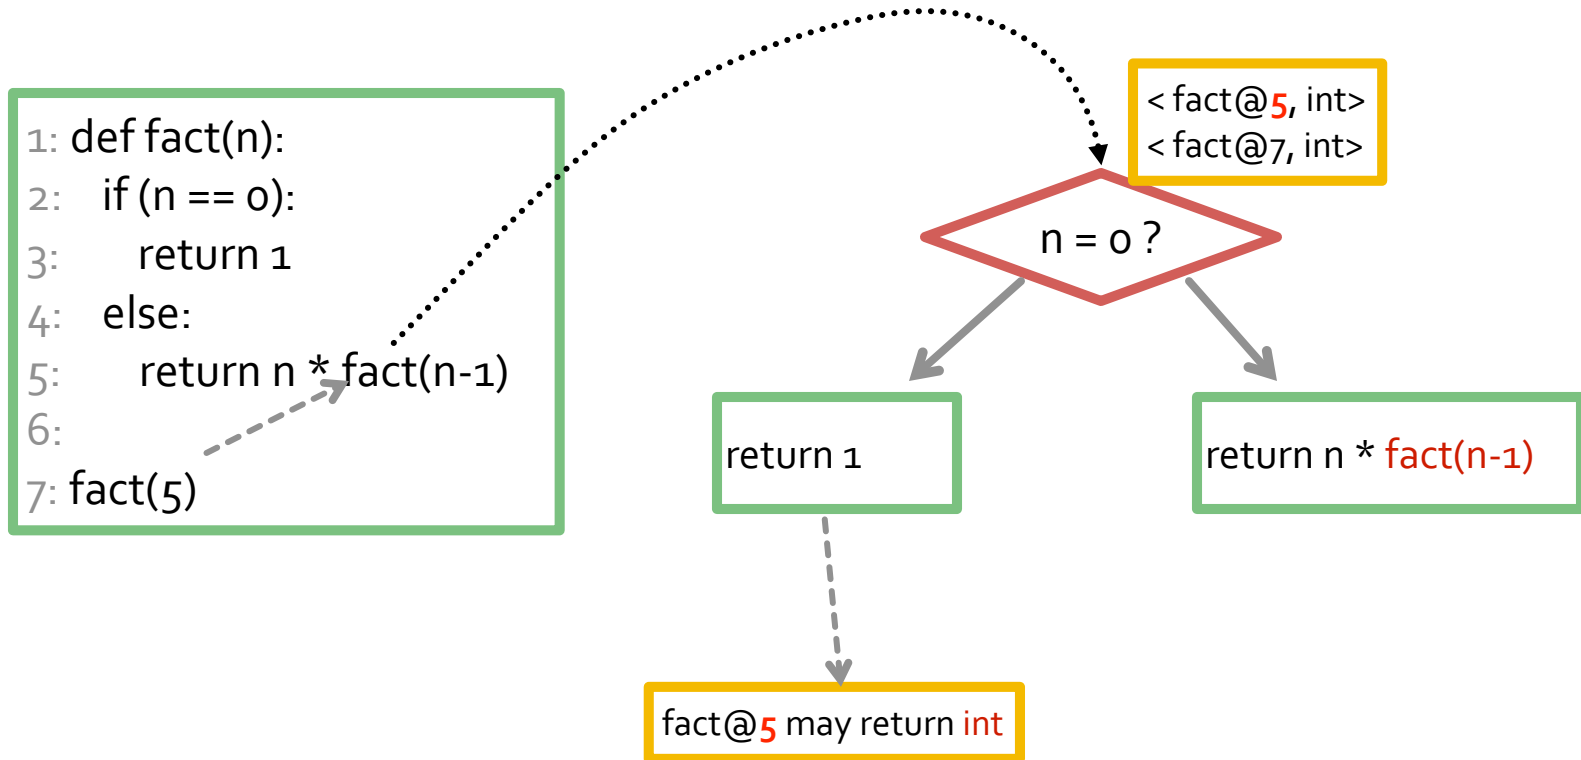 1: def fact(n):
2: if (n == 0):
3: return 1
4: else:
5: return n * fact(n-1)
6:
7: fact(5)
< fact@5, int>
< fact@7, int>
n = 0 ?
return 1
return n * fact(n-1)
fact@5 may return int